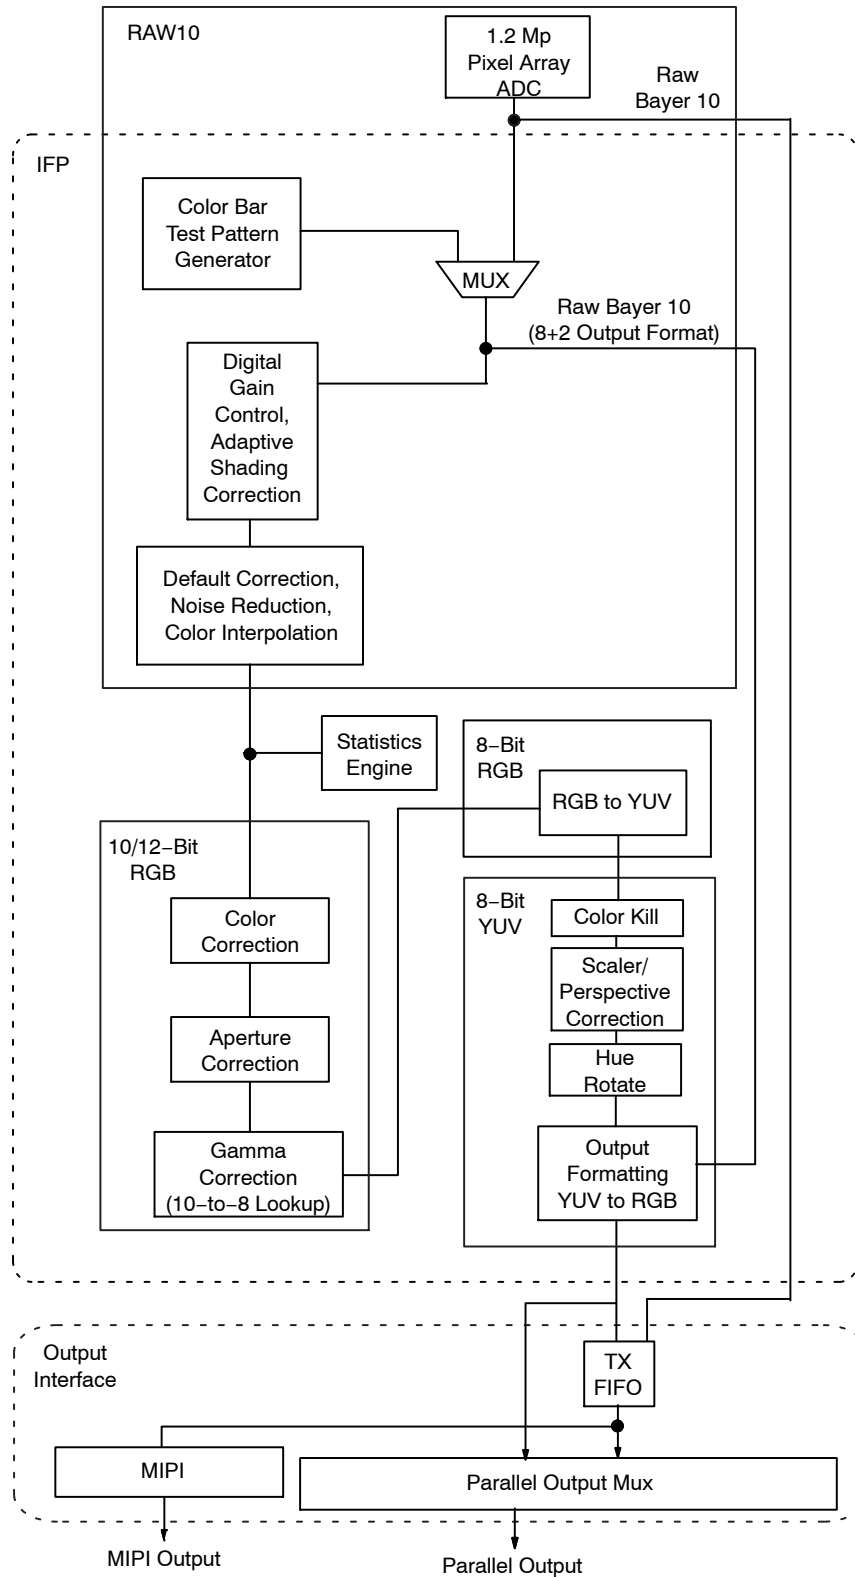 RAW10
1.2 Mp
Pixel Array
ADC
Raw
Bayer 10
IFP
Color Bar
Test Pattern
Generator
MUX
Raw Bayer 10
(8+2 Output Format)
Digital
Gain
Control,
Adaptive
Shading
Correction
Default Correction,
Noise Reduction,
Color Interpolation
Statistics
Engine
8−Bit
RGB
RGB to YUV
10/12−Bit
RGB
Color
Correction
Aperture
Correction
Gamma
Correction
(10−to−8 Lookup)
8−Bit
YUV
Color Kill
Scaler/
Perspective
Correction
Hue
Rotate
Output
Formatting
YUV to RGB
Output
Interface
TX
FIFO
MIPI
Parallel Output Mux
MIPI Output
Parallel Output